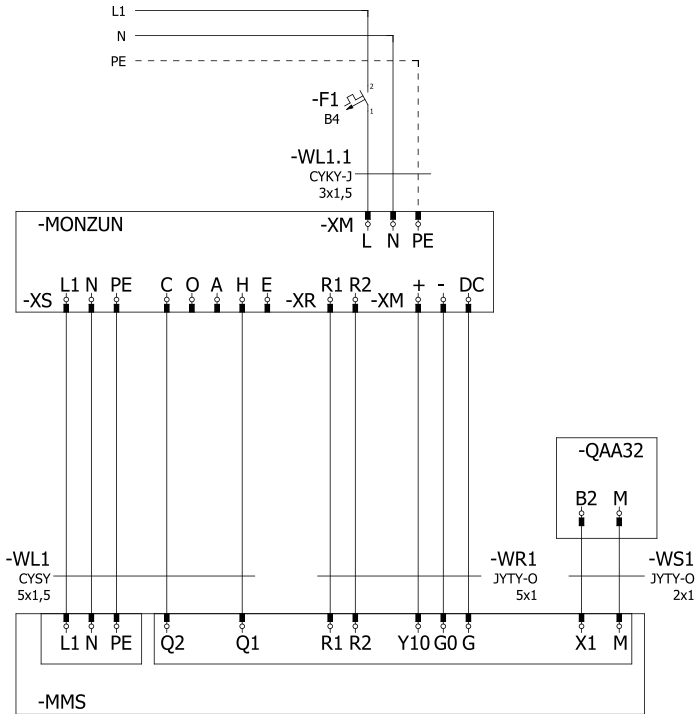 L1
N
PE
2
-F1
1
B4
-WL1.1
CYKY-J
3x1,5
-MONZUN
-XM
L N PE
L1 N PE C O A H E R1 R2 + - DC
-XS -XR -XM
-QAA32
B2 M
-WL1
CYSY
5x1,5
-WR1
JYTY-O
5x1
-WS1
JYTY-O
2x1
L1 N PE Q2 Q1 R1 R2 Y10 G0 G X1 M
-MMS